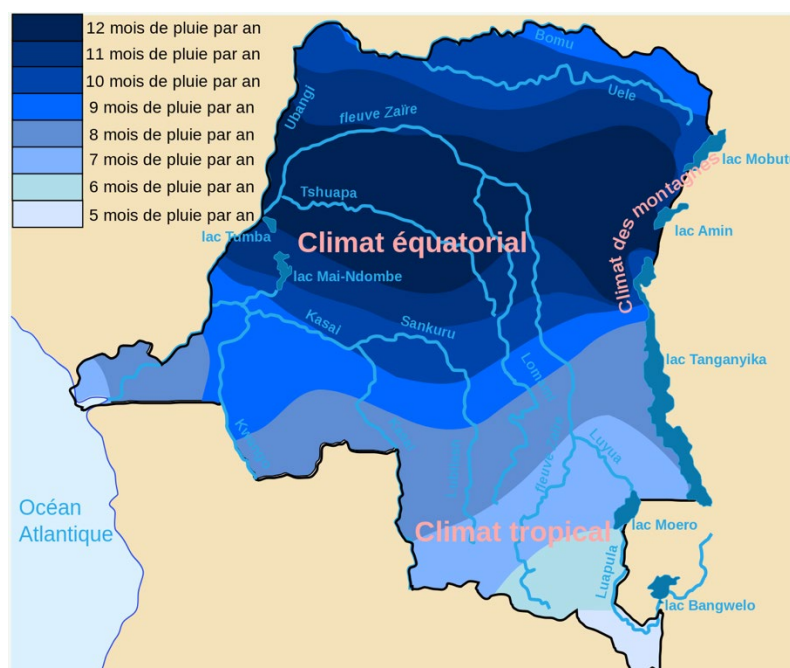 12 mois de pluie par an
11 mois de pluie par an
10 mois de pluie par an
9 mois de pluie par an
8 mois de pluie par an
7 mois de pluie par an
6 mois de pluie par an
5 mois de pluie par an
Bomu
Uele
Ubangi
fleuve Zaïre
lac Mobutu
Tshuapa
Climat des montagnes
lac Tumba
Climat équatorial
lac Amin
lac Mai-Ndombe
Kasai
Sankuru
lac Tanganyika
Kwango
fleuve Zaïre
Luvua
Océan
Atlantique
Climat tropical
lac Moero
Luapula
lac Bangwelo